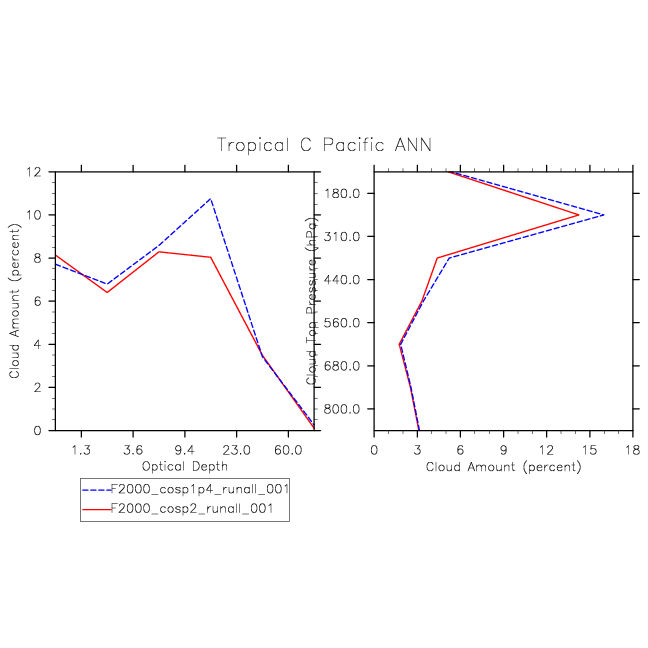 Tropical C Pacific ANN
Cloud Amount (percent)
12
10
8
6
4
2
0
1.3 3.6 9.4 23.0 60.0
Optical Depth
Cloud Top Pressure (hPa)
180.0
310.0
440.0
560.0
680.0
800.0
0 3 6 9 12 15 18
Cloud Amount (percent)
F2000_cosp1p4_runall_001
F2000_cosp2_runall_001